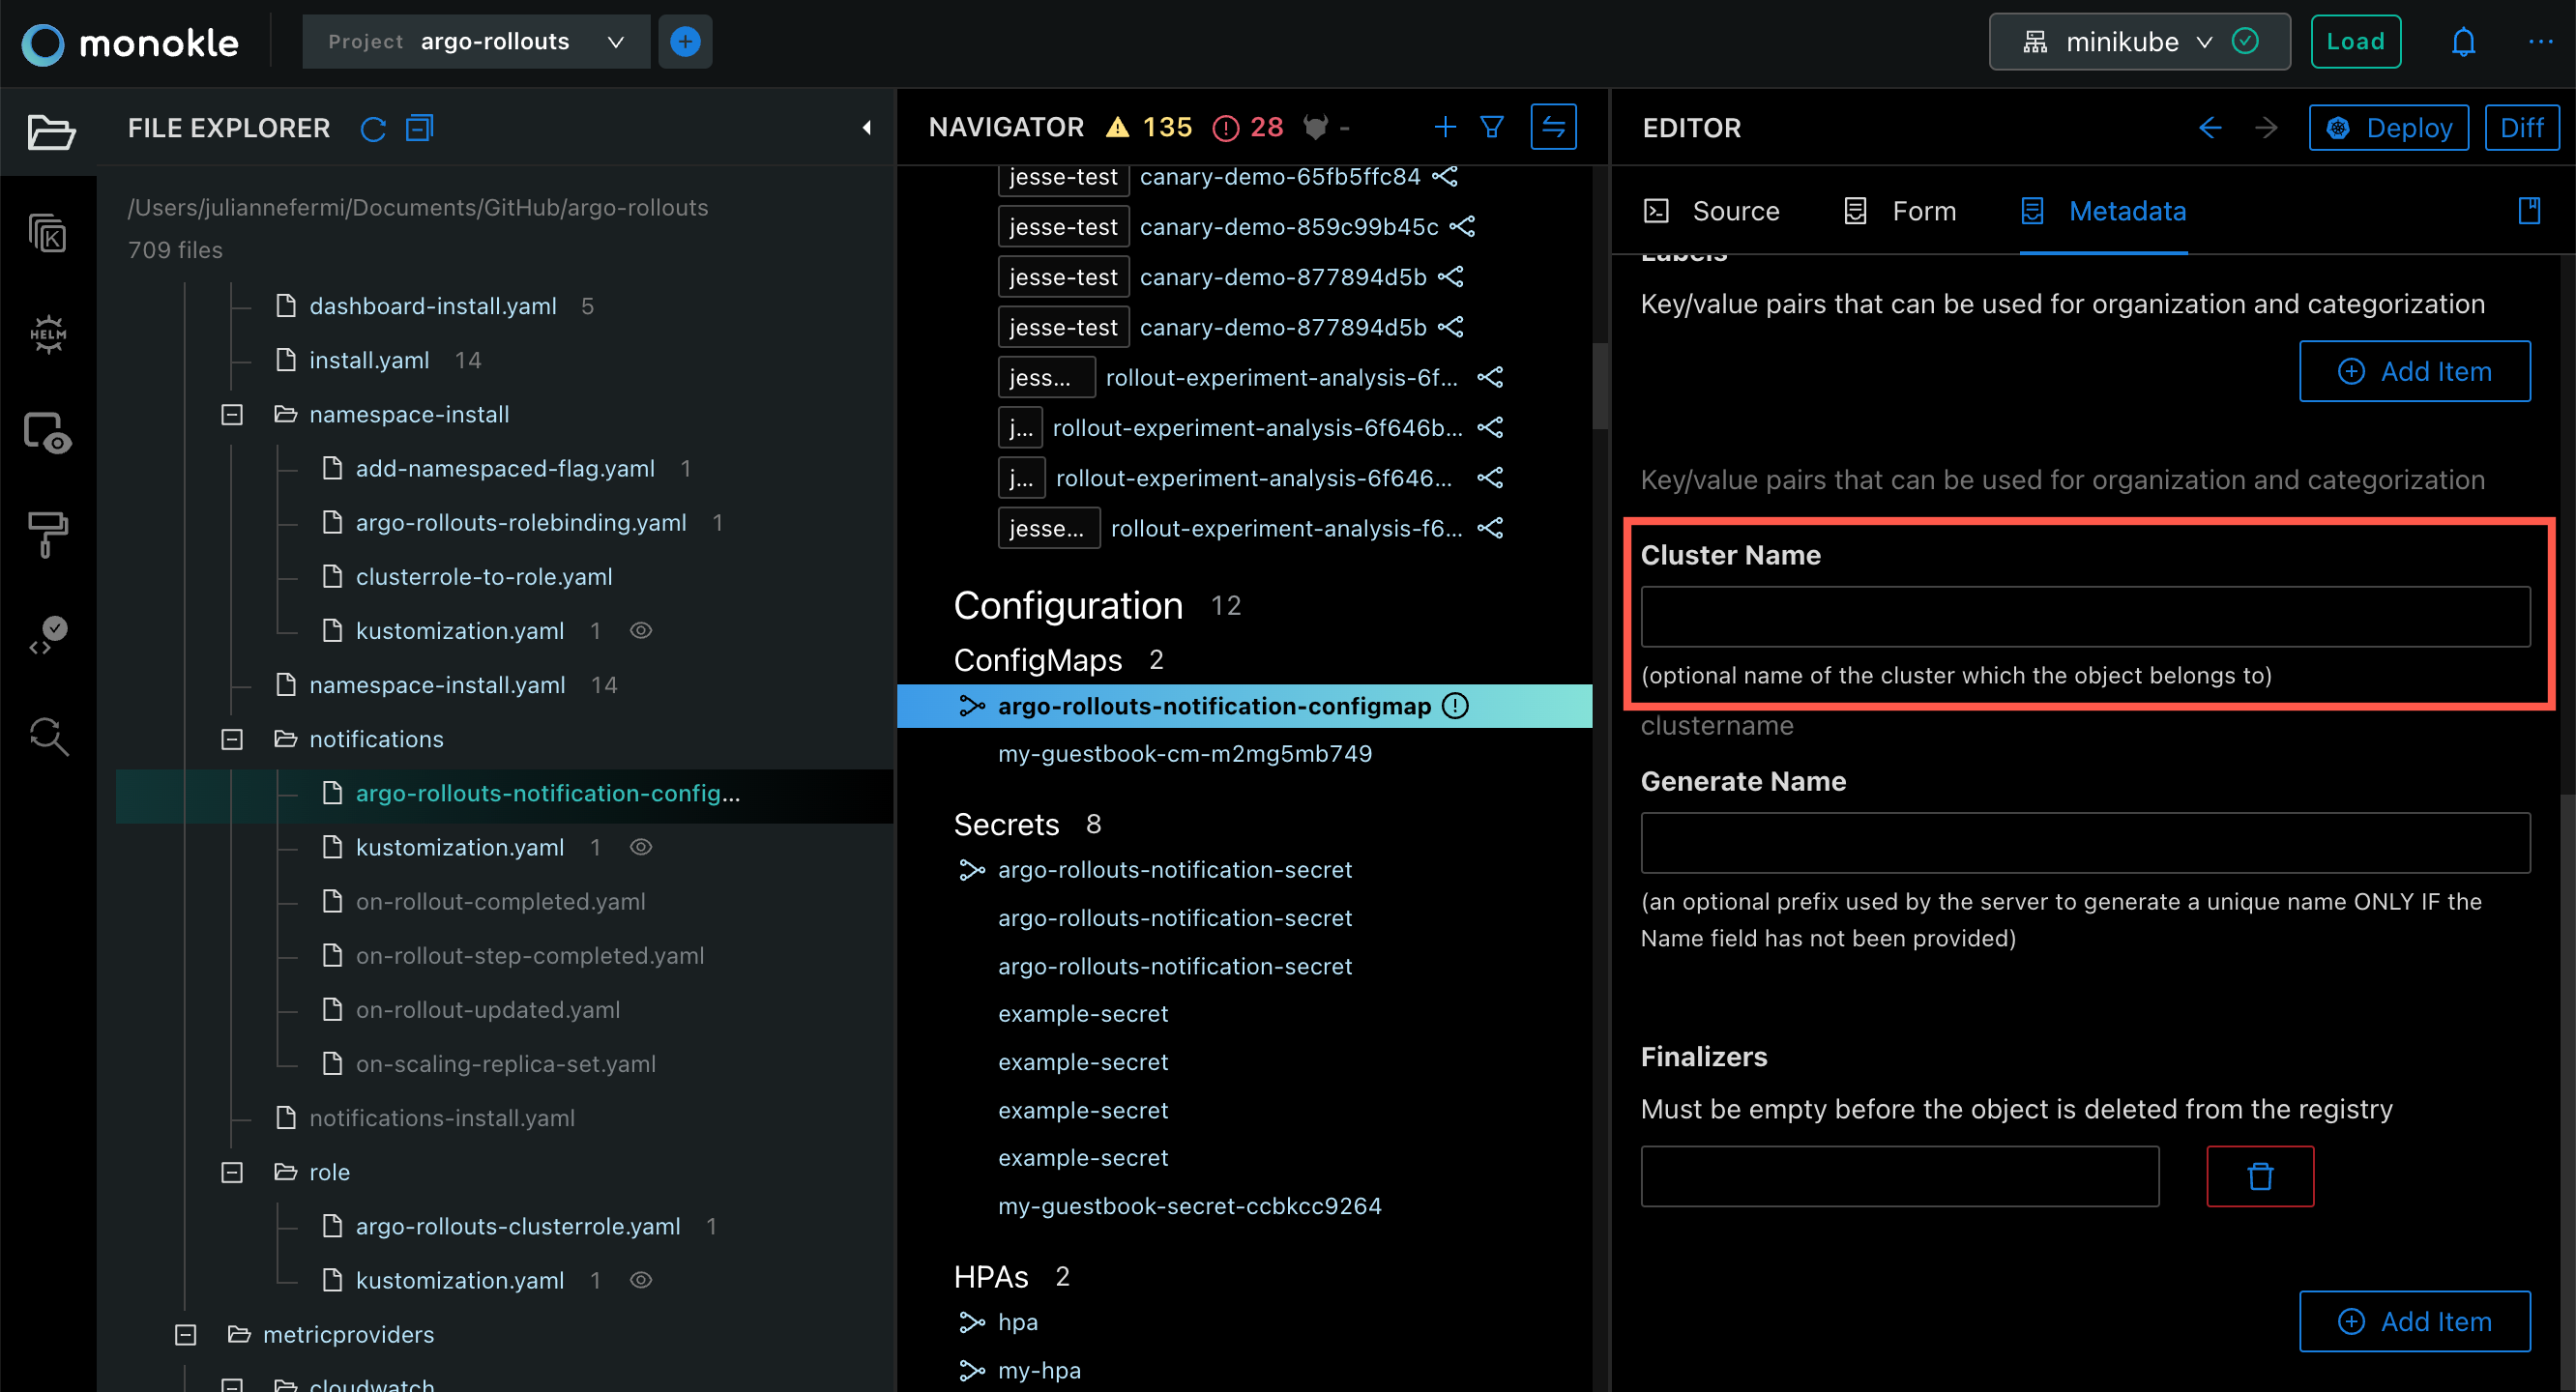 monokle
Project argo-rollouts
minikube
Load
FILE EXPLORER
/Users/juliannefermi/Documents/GitHub/argo-rollouts
709 files
dashboard-install.yaml 5
install.yaml 14
namespace-install
add-namespaced-flag.yaml 1
argo-rollouts-rolebinding.yaml 1
clusterrole-to-role.yaml
kustomization.yaml 1
namespace-install.yaml 14
notifications
argo-rollouts-notification-config...
kustomization.yaml 1
on-rollout-completed.yaml
on-rollout-step-completed.yaml
on-rollout-updated.yaml
on-scaling-replica-set.yaml
notifications-install.yaml
role
argo-rollouts-clusterrole.yaml 1
kustomization.yaml 1
metricproviders
cloudwatch
K
HELM
NAVIGATOR 135 28 -
jesse-test canary-demo-65fb5ffc84
jesse-test canary-demo-859c99b45c
jesse-test canary-demo-877894d5b
jesse-test canary-demo-877894d5b
jess... rollout-experiment-analysis-6f...
j... rollout-experiment-analysis-6f646b...
j... rollout-experiment-analysis-6f646...
jesse... rollout-experiment-analysis-f6...
Configuration 12
ConfigMaps 2
argo-rollouts-notification-configmap
my-guestbook-cm-m2mg5mb749
Secrets 8
argo-rollouts-notification-secret
argo-rollouts-notification-secret
argo-rollouts-notification-secret
example-secret
example-secret
example-secret
example-secret
my-guestbook-secret-ccbkcc9264
HPAs 2
hpa
my-hpa
EDITOR
Deploy Diff
Source Form Metadata
Labels
Key/value pairs that can be used for organization and categorization
Add Item
Key/value pairs that can be used for organization and categorization
Cluster Name
(optional name of the cluster which the object belongs to)
clustername
Generate Name
(an optional prefix used by the server to generate a unique name ONLY IF the
Name field has not been provided)
Finalizers
Must be empty before the object is deleted from the registry
Add Item